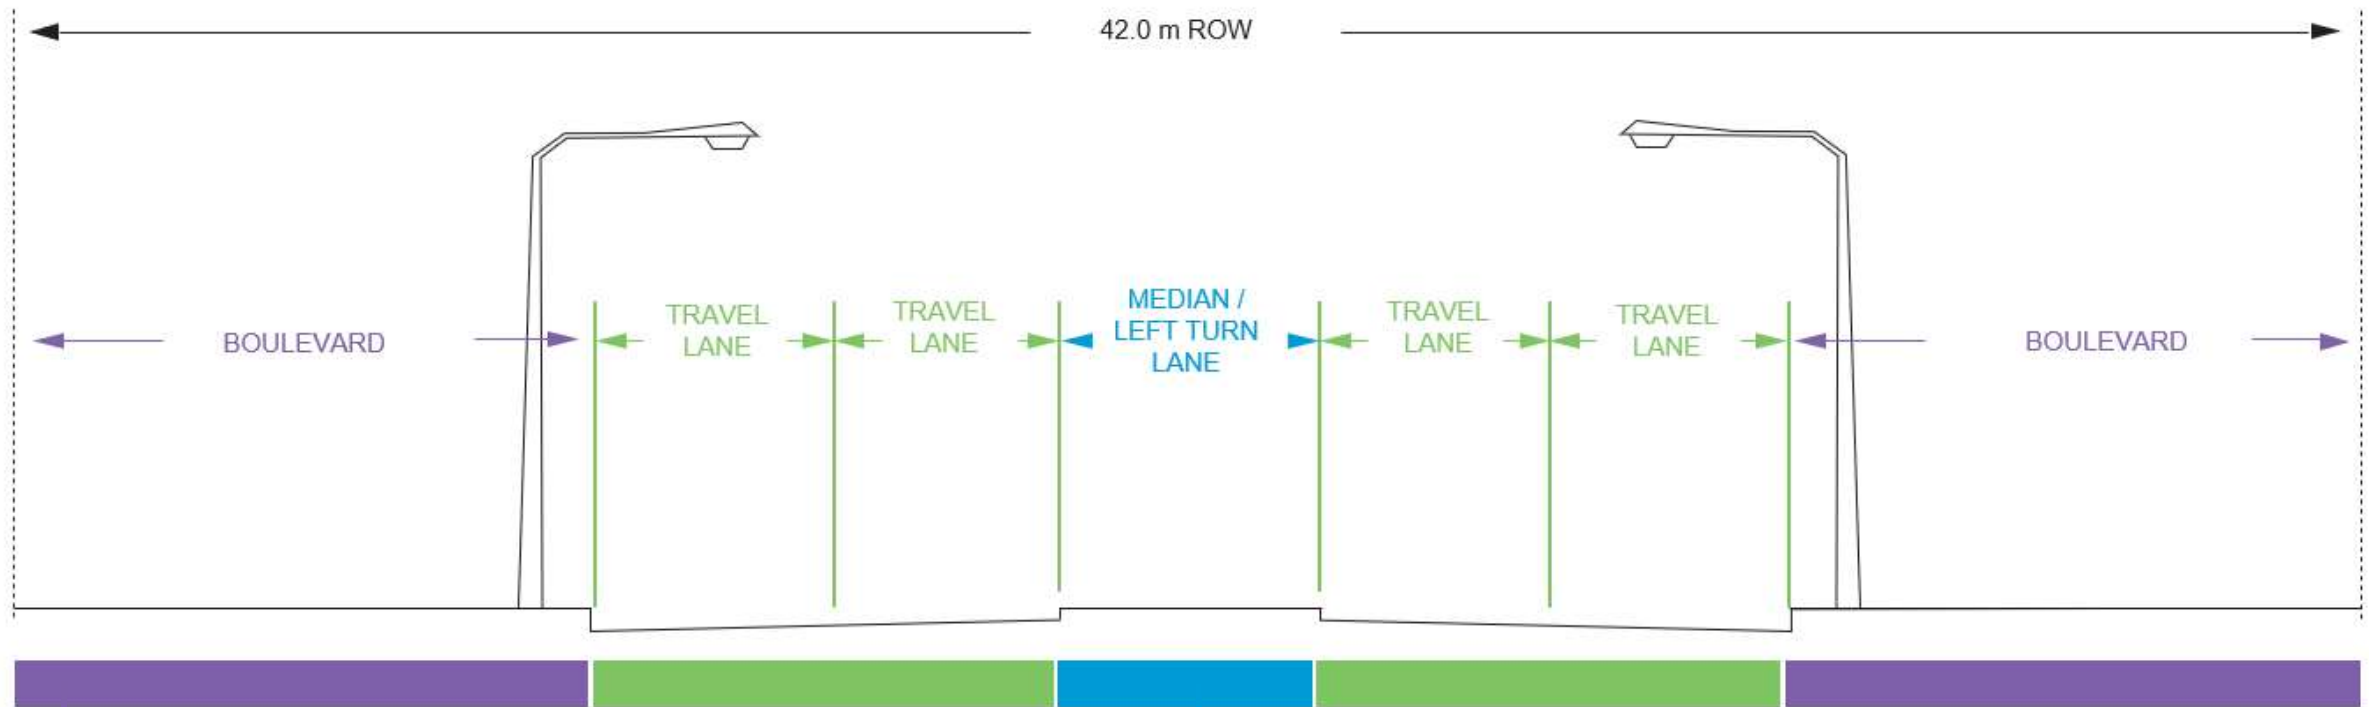 42.0 m ROW
BOULEVARD
TRAVEL
LANE
TRAVEL
LANE
MEDIAN /
LEFT TURN
LANE
TRAVEL
LANE
TRAVEL
LANE
BOULEVARD